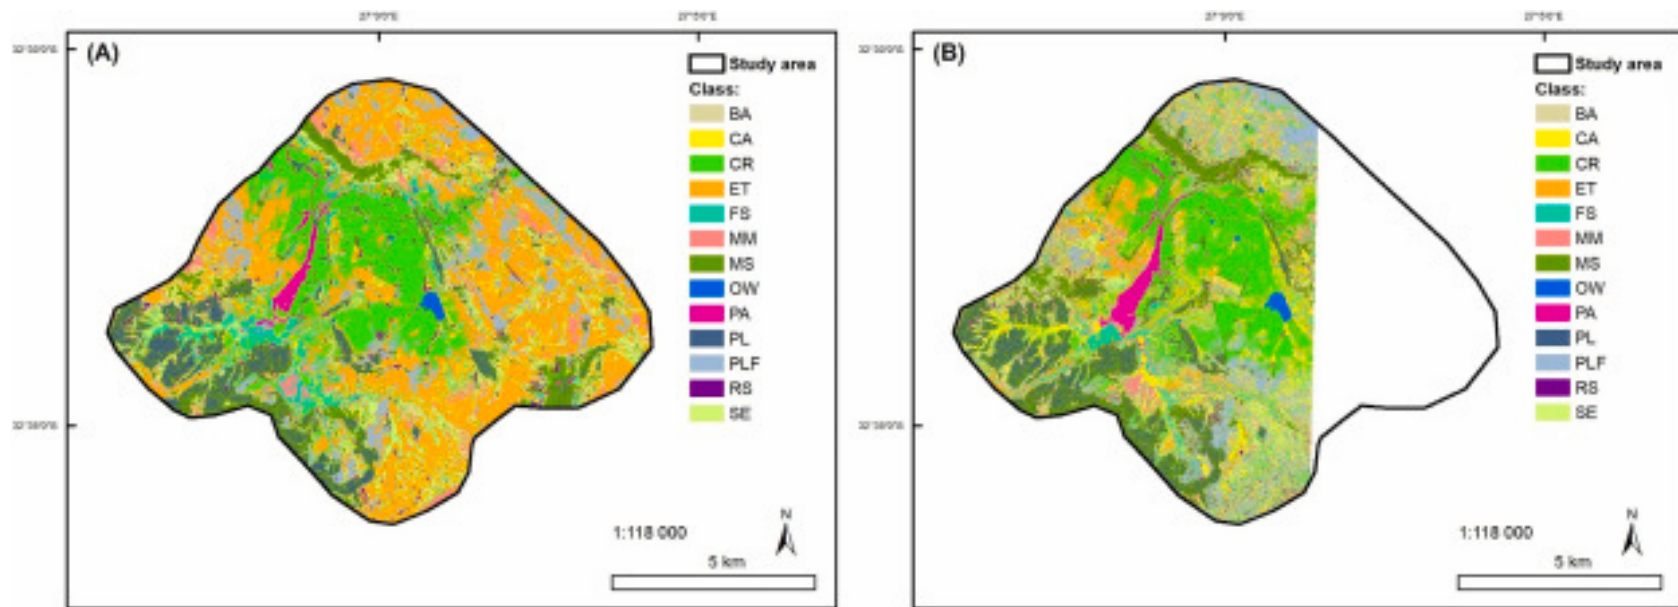 (A)
Study area
Class:
BA
CA
CR
ET
FS
MM
MS
OW
PA
PL
PLF
RS
SE
N
1:118 000
5 km
(B)
Study area
Class:
BA
CA
CR
ET
FS
MM
MS
OW
PA
PL
PLF
RS
SE
N
1:118 000
5 km